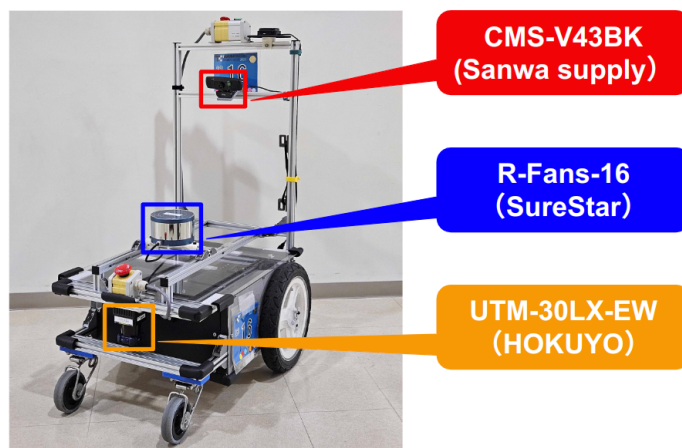 CMS-V43BK
(Sanwa supply）
R-Fans-16
（SureStar）
UTM-30LX-EW
（HOKUYO）